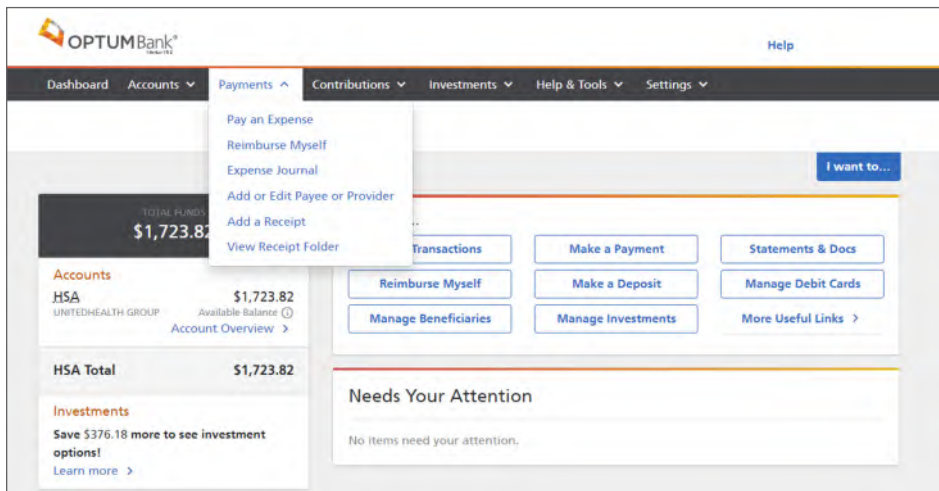 OPTUMBank®
Help
Dashboard Accounts Payments Contributions Investments Help & Tools Settings
Pay an Expense
Reimburse Myself
Expense Journal
Add or Edit Payee or Provider
Add a Receipt
View Receipt Folder
I want to...
TOTAL FUNDS
$1,723.82
Accounts
HSA $1,723.82
UNITEDHEALTH GROUP Available Balance
Account Overview >
HSA Total $1,723.82
Investments
Save $376.18 more to see investment
options!
Learn more >
...
Transactions Make a Payment Statements & Docs
Reimburse Myself Make a Deposit Manage Debit Cards
Manage Beneficiaries Manage Investments More Useful Links >
Needs Your Attention
No items need your attention.